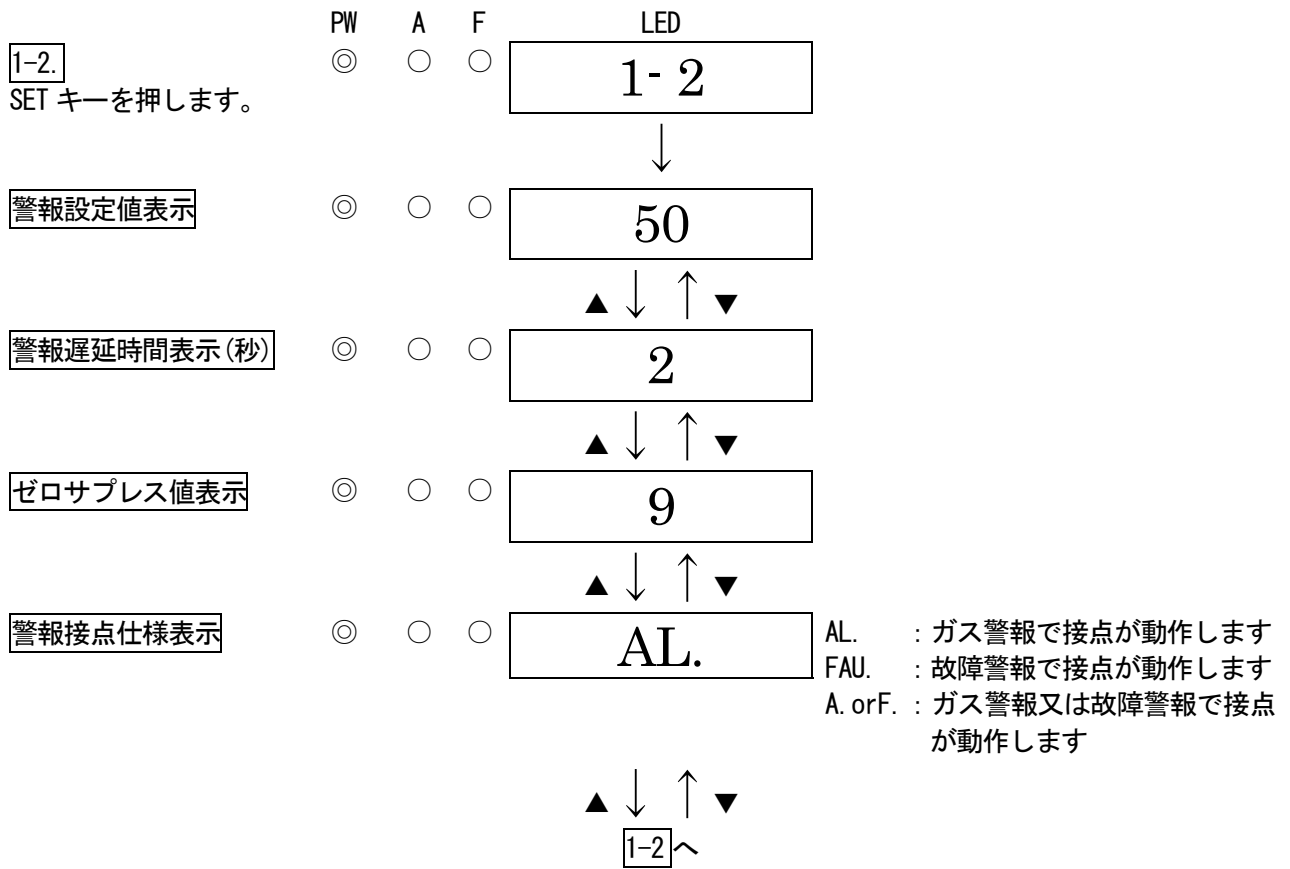 PW A F LED
1-2. ◎ ○ ○ 1- 2
SET キーを押します。
↓
警報設定値表示 ◎ ○ ○ 50
▲ ↓ ↑ ▼
警報遅延時間表示(秒) ◎ ○ ○ 2
▲ ↓ ↑ ▼
ゼロサプレス値表示 ◎ ○ ○ 9
▲ ↓ ↑ ▼
警報接点仕様表示 ◎ ○ ○ AL. AL. :ガス警報で接点が動作します
FAU. :故障警報で接点が動作します
A.orF. :ガス警報又は故障警報で接点
が動作します
▲ ↓ ↑ ▼
1-2へ